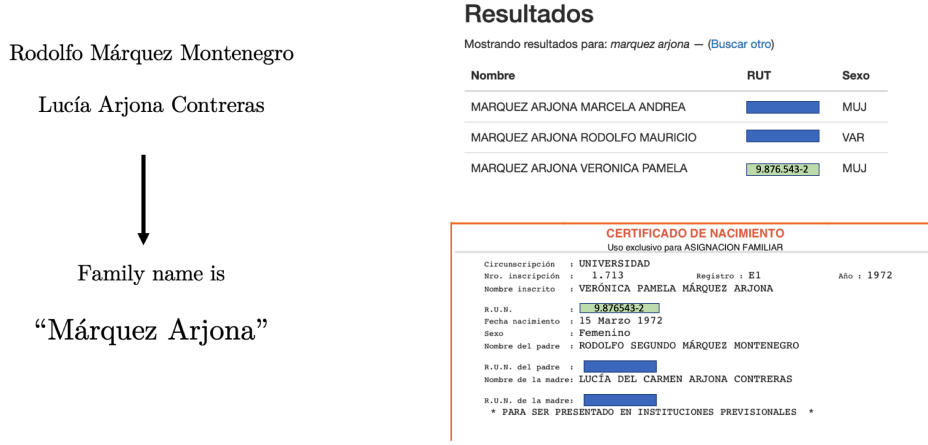 Rodolfo Márquez Montenegro
Lucía Arjona Contreras
Family name is
“Márquez Arjona”
Resultados
Mostrando resultados para: marquez arjona — (Buscar otro)
Nombre RUT Sexo
MARQUEZ ARJONA MARCELA ANDREA MUJ
MARQUEZ ARJONA RODOLFO MAURICIO VAR
MARQUEZ ARJONA VERONICA PAMELA 9.876.543-2 MUJ
CERTIFICADO DE NACIMIENTO
Uso exclusivo para ASIGNACION FAMILIAR
Circunscripción : UNIVERSIDAD
Nro. inscripción : 1.713 Registro : E1 Año : 1972
Nombre inscrito : VERÓNICA PAMELA MÁRQUEZ ARJONA
R.U.N. : 9.876543-2
Fecha nacimiento : 15 Marzo 1972
Sexo : Femenino
Nombre del padre : RODOLFO SEGUNDO MÁRQUEZ MONTENEGRO
R.U.N. del padre :
Nombre de la madre: LUCÍA DEL CARMEN ARJONA CONTRERAS
R.U.N. de la madre:
* PARA SER PRESENTADO EN INSTITUCIONES PREVISIONALES *